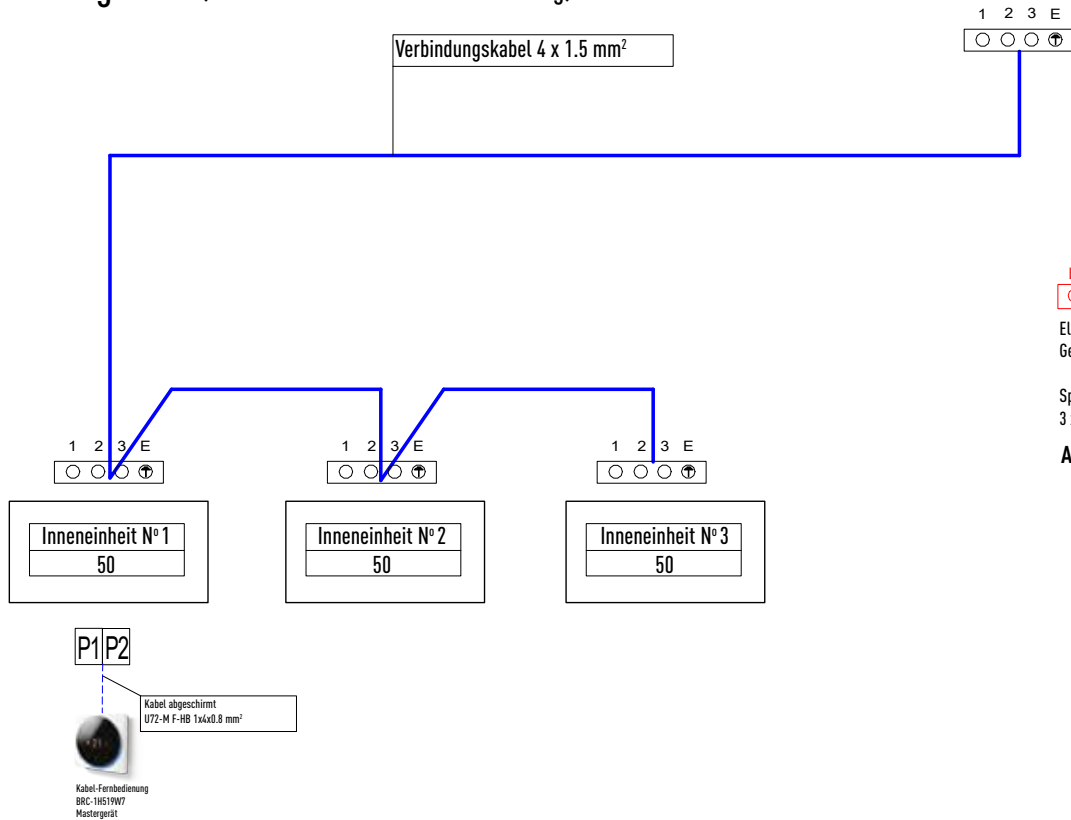 1 2 3 E
Verbindungskabel 4 x 1.5 mm²
3
A
1 2 3 E
1 2 3 E
1 2 3 E
Inneneinheit Nº 1
50
Inneneinheit Nº 2
50
Inneneinheit Nº 3
50
P1 P2
Kabel abgeschirmt
U72-M F-HB 1x4x0.8 mm²
Kabel-Fernbedienung
BRC-1H519W7
Mastergerät